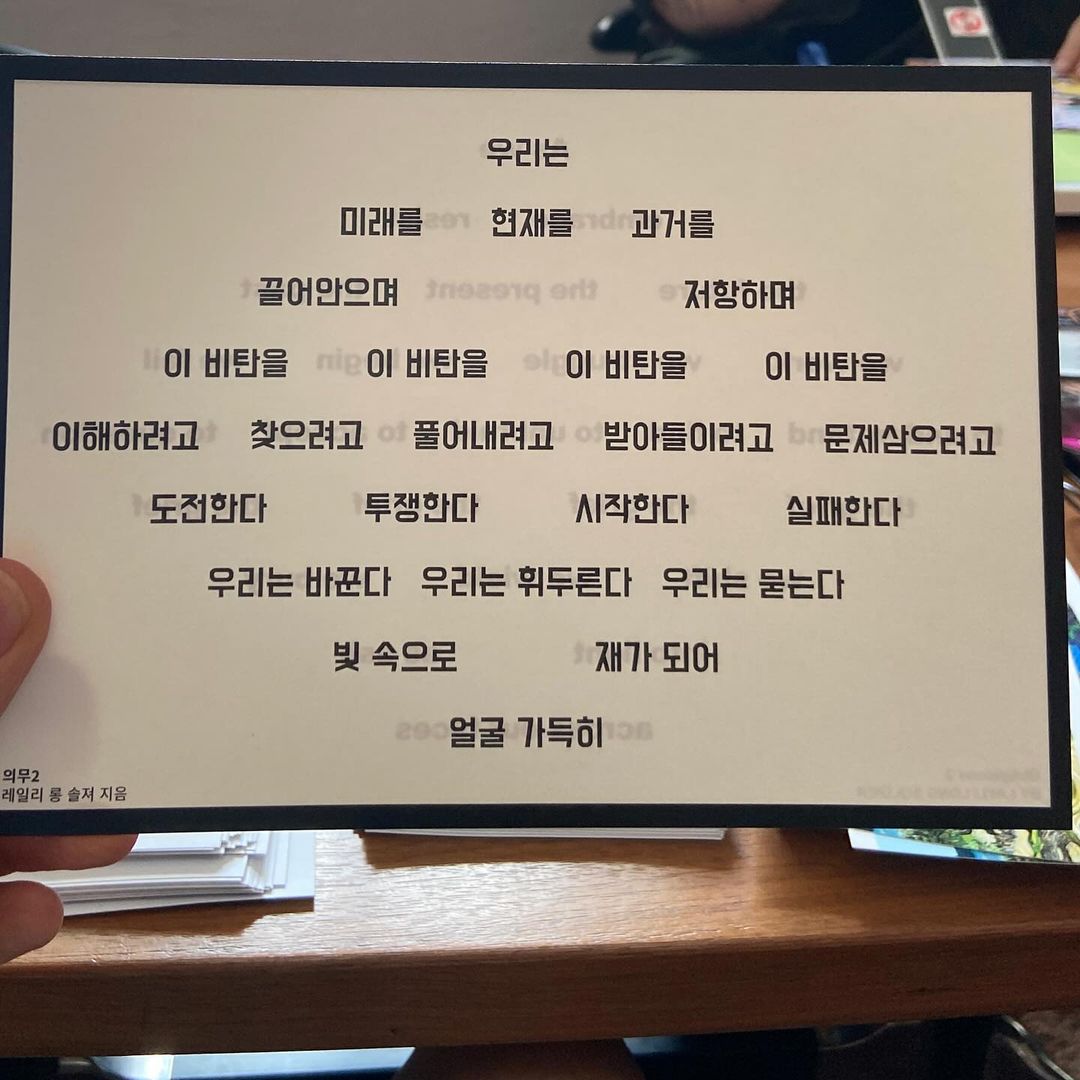 우리는
미래를 현재를 과거를
끌어안으며 저항하며
이 비탄을 이 비탄을 이 비탄을 이 비탄을
이해하려고 찾으려고 풀어내려고 받아들이려고 문제삼으려고
도전한다 투쟁한다 시작한다 실패한다
우리는 바꾼다 우리는 휘두른다 우리는 묻는다
빛 속으로 재가 되어
얼굴 가득히
의무2
레일리 롱 솔져 지음